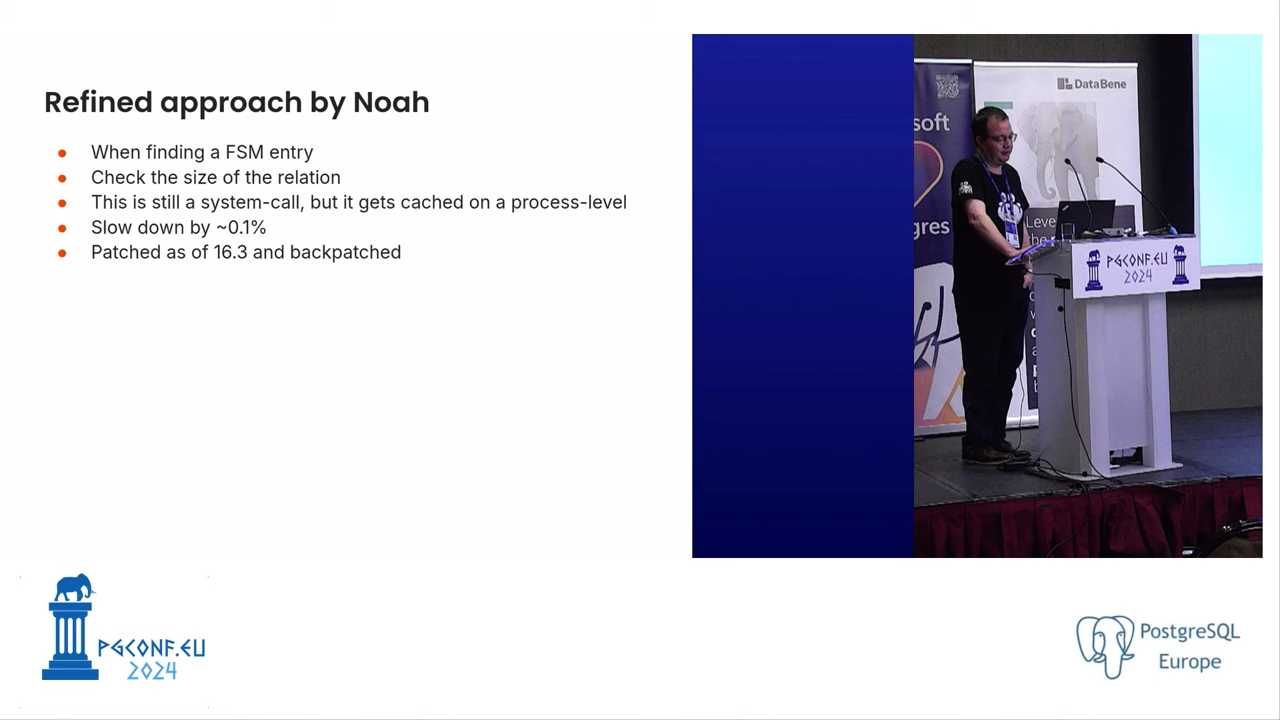 Refined approach by Noah
When finding a FSM entry
Check the size of the relation
This is still a system-call, but it gets cached on a process-level
Slow down by ~0.1%
Patched as of 16.3 and backpatched
soft
gres
DataBene
Leve
the
PGCONF.EU
2024
PGCONF.EU
2024
PostgreSQL
Europe